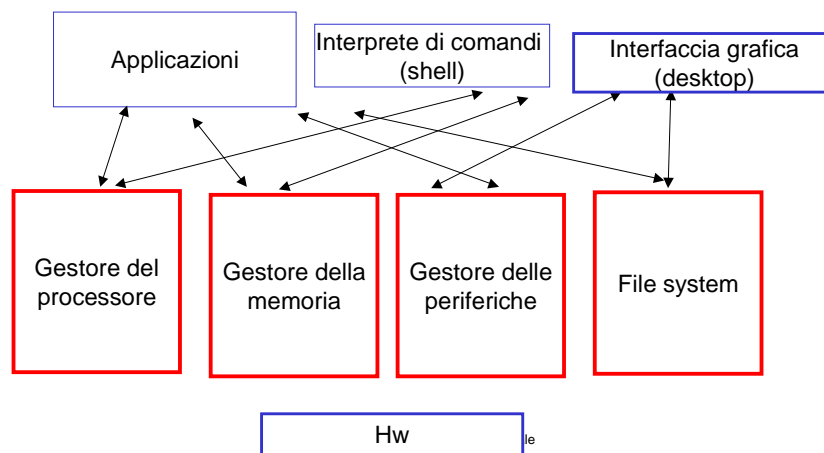 Applicazioni
Interprete di comandi
(shell)
Interfaccia grafica
(desktop)
Gestore del
processore
Gestore della
memoria
Gestore delle
periferiche
File system
Hw
le